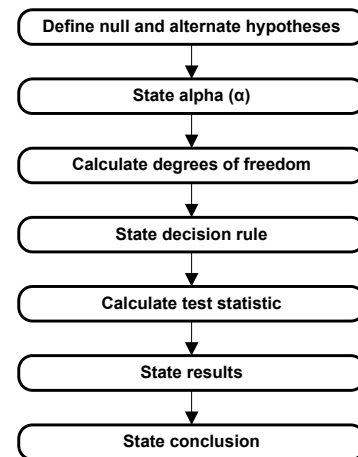 Define null and alternate hypotheses
State alpha (α)
Calculate degrees of freedom
State decision rule
Calculate test statistic
State results
State conclusion